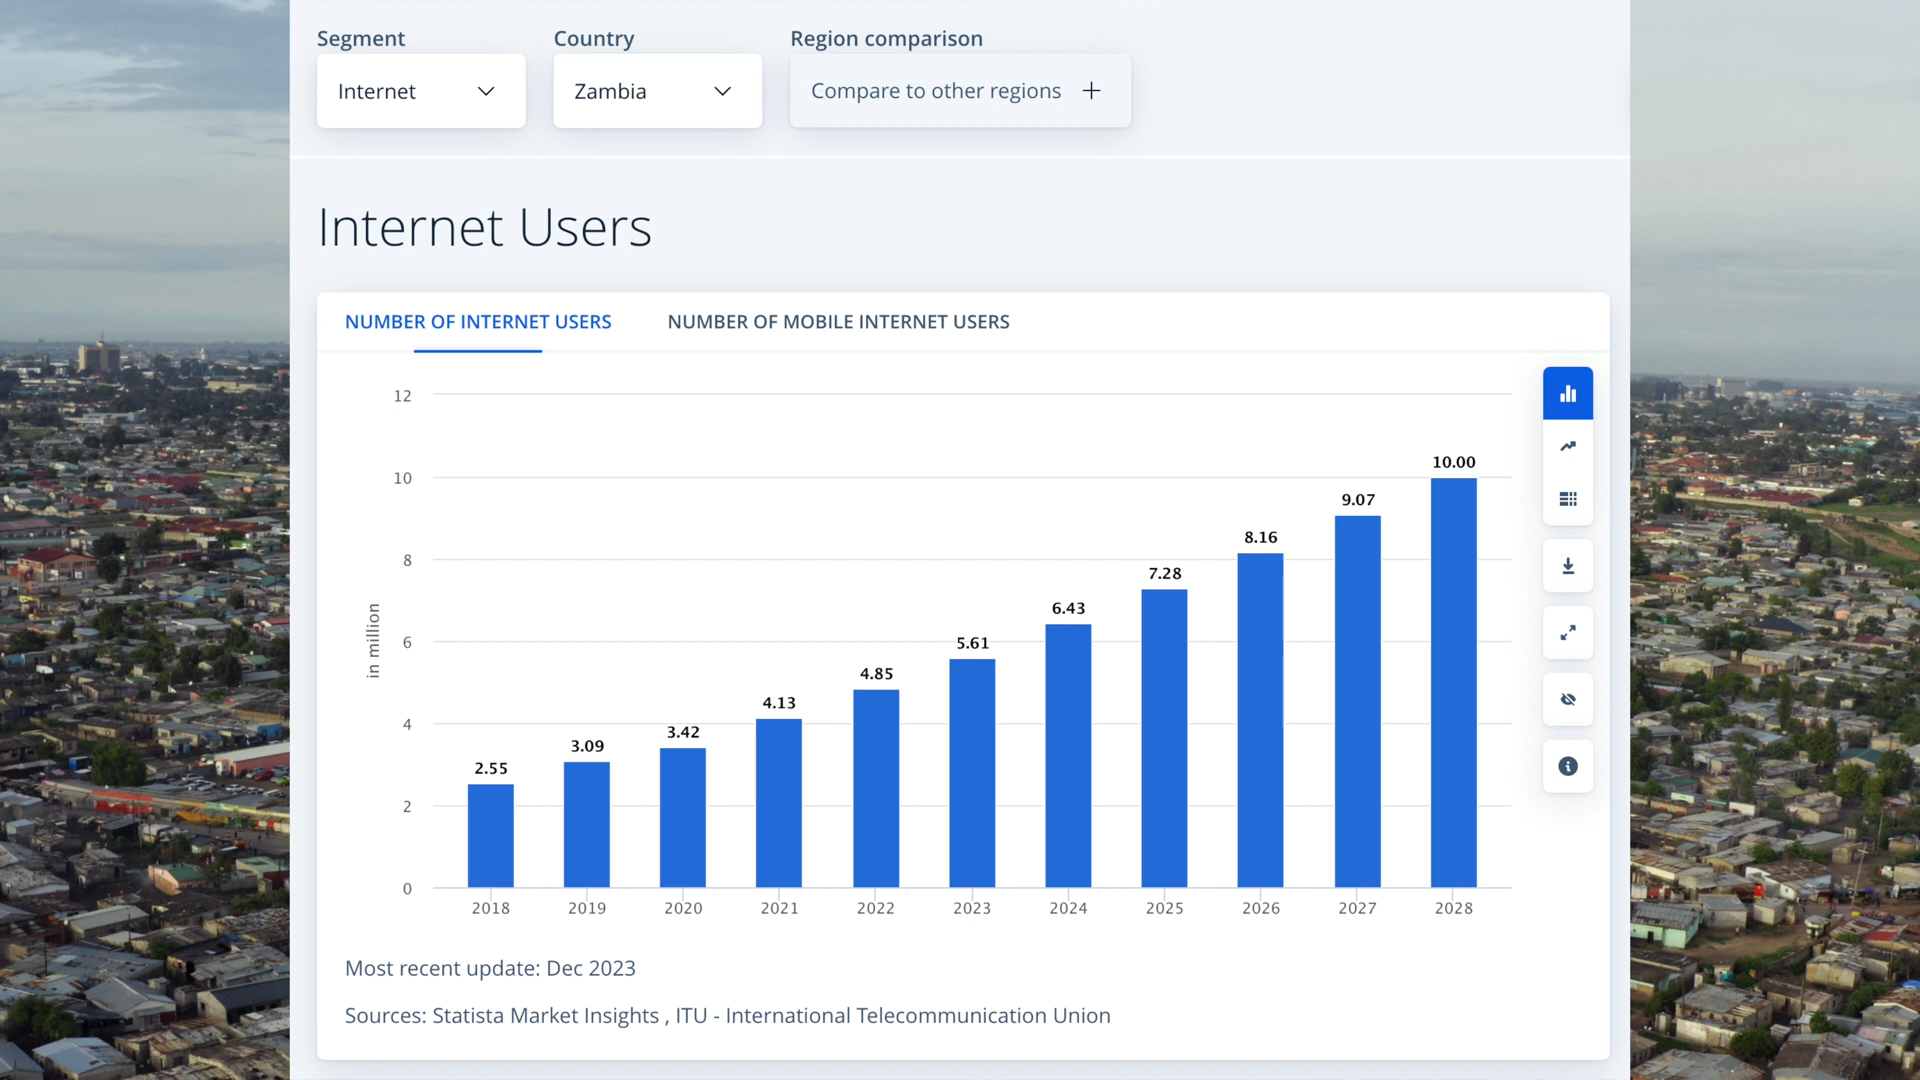 Segment Country Region comparison
Internet Zambia Compare to other regions
Internet Users
NUMBER OF INTERNET USERS NUMBER OF MOBILE INTERNET USERS
in million
12
10
8
6
4
2
0
2.55 3.09 3.42 4.13 4.85 5.61 6.43 7.28 8.16 9.07 10.00
2018 2019 2020 2021 2022 2023 2024 2025 2026 2027 2028
Most recent update: Dec 2023
Sources: Statista Market Insights , ITU - International Telecommunication Union